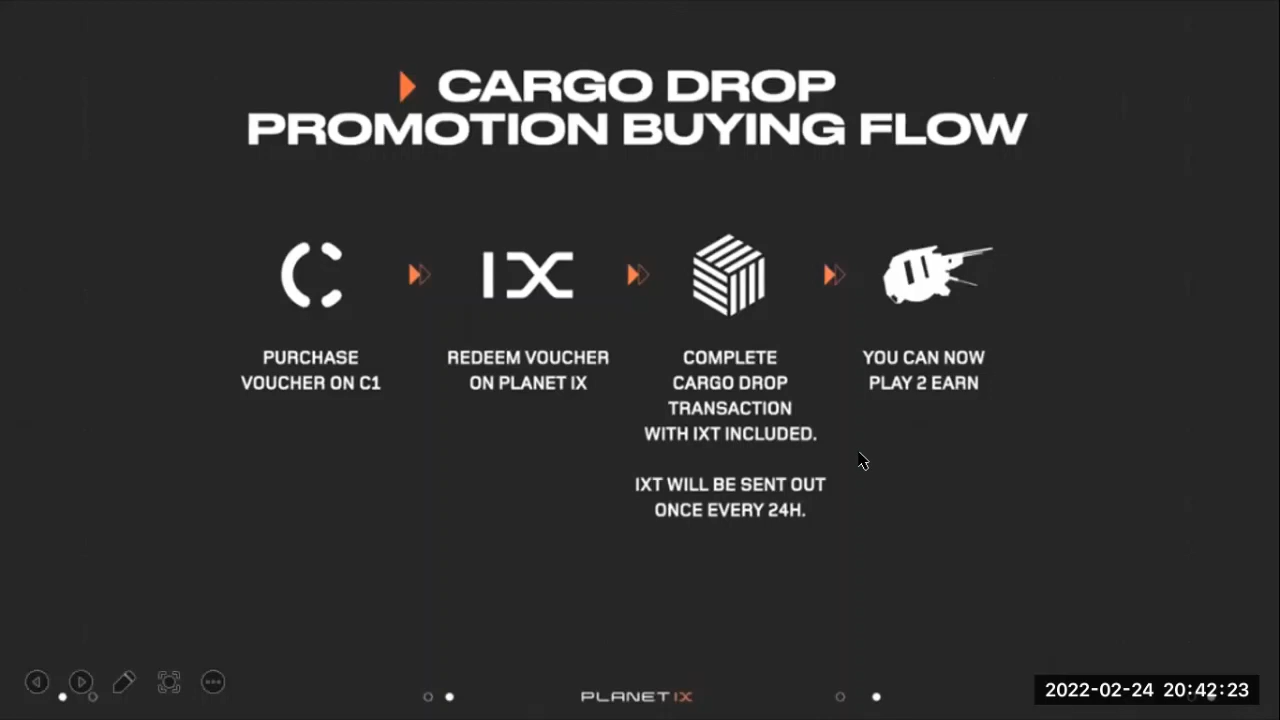 CARGO DROP
PROMOTION BUYING FLOW
IX
PURCHASE
VOUCHER ON C1
REDEEM VOUCHER
ON PLANET IX
COMPLETE
CARGO DROP
TRANSACTION
WITH IXT INCLUDED.
IXT WILL BE SENT OUT
ONCE EVERY 24H.
YOU CAN NOW
PLAY 2 EARN
PLANET IX
2022-02-24 20:42:23